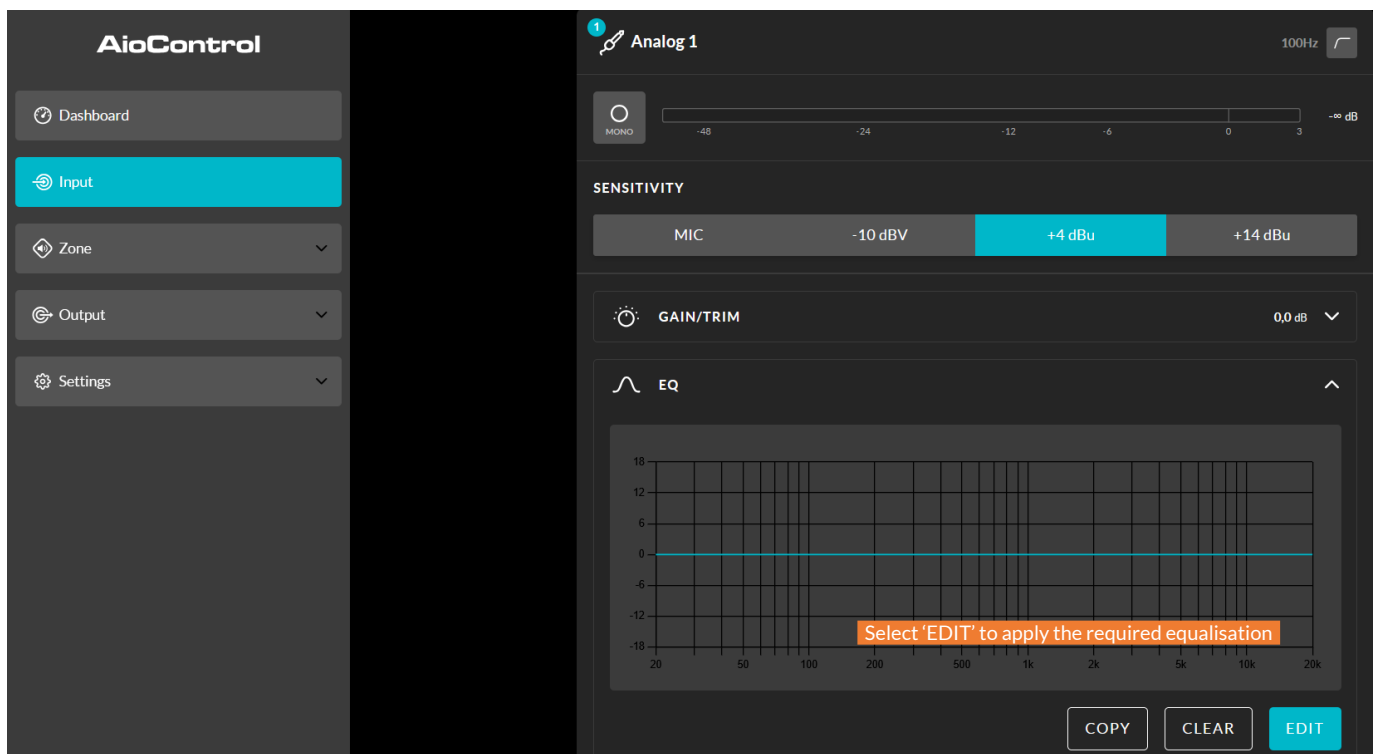 AioControl
Dashboard
Input
Zone
Output
Settings
1
Analog 1
100Hz
MONO
-48 -24 -12 -6 0 3
-∞ dB
SENSITIVITY
MIC -10 dBV +4 dBu +14 dBu
GAIN/TRIM 0,0 dB
EQ
18
12
6
0
-6
-12
Select ‘EDIT’ to apply the required equalisation
-18
20 50 100 200 500 1k 2k 5k 10k 20k
COPY CLEAR EDIT